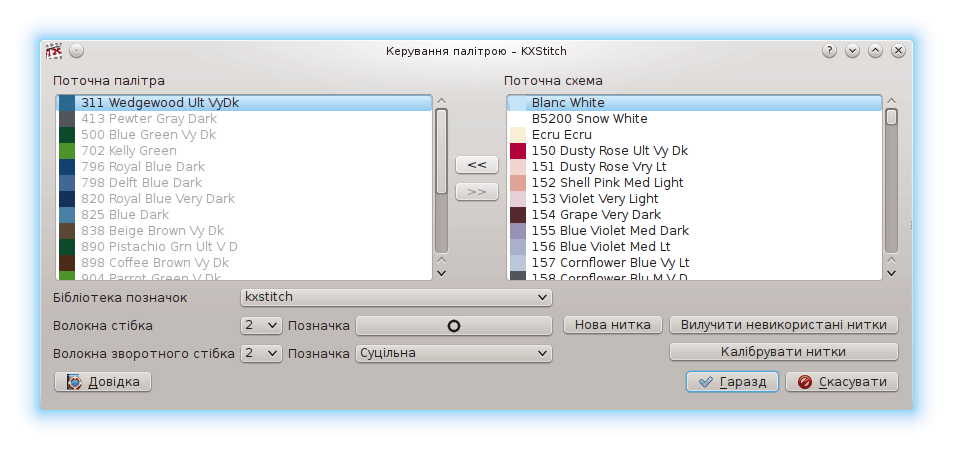 Керування палітрою – KXStitch
Поточна палітра
311 Wedgewood Ult VyDk
413 Pewter Gray Dark
500 Blue Green Vy Dk
702 Kelly Green
796 Royal Blue Dark
798 Delft Blue Dark
820 Royal Blue Very Dark
825 Blue Dark
838 Beige Brown Vy Dk
890 Pistachio Grn Ult V D
898 Coffee Brown Vy Dk
904 Parrot Green V Dk
<<
>>
Поточна схема
Blanc White
B5200 Snow White
Ecru Ecru
150 Dusty Rose Ult Vy Dk
151 Dusty Rose Vry Lt
152 Shell Pink Med Light
153 Violet Very Light
154 Grape Very Dark
155 Blue Violet Med Dark
156 Blue Violet Med Lt
157 Cornflower Blue Vy Lt
158 Cornflower Blu M V D
Бібліотека позначок kxstitch
Волокна стібка 2 Позначка Нова нитка Вилучити невикористані нитки
Волокна зворотного стібка 2 Позначка Суцільна Калібрувати нитки
Довідка Гаразд Скасувати